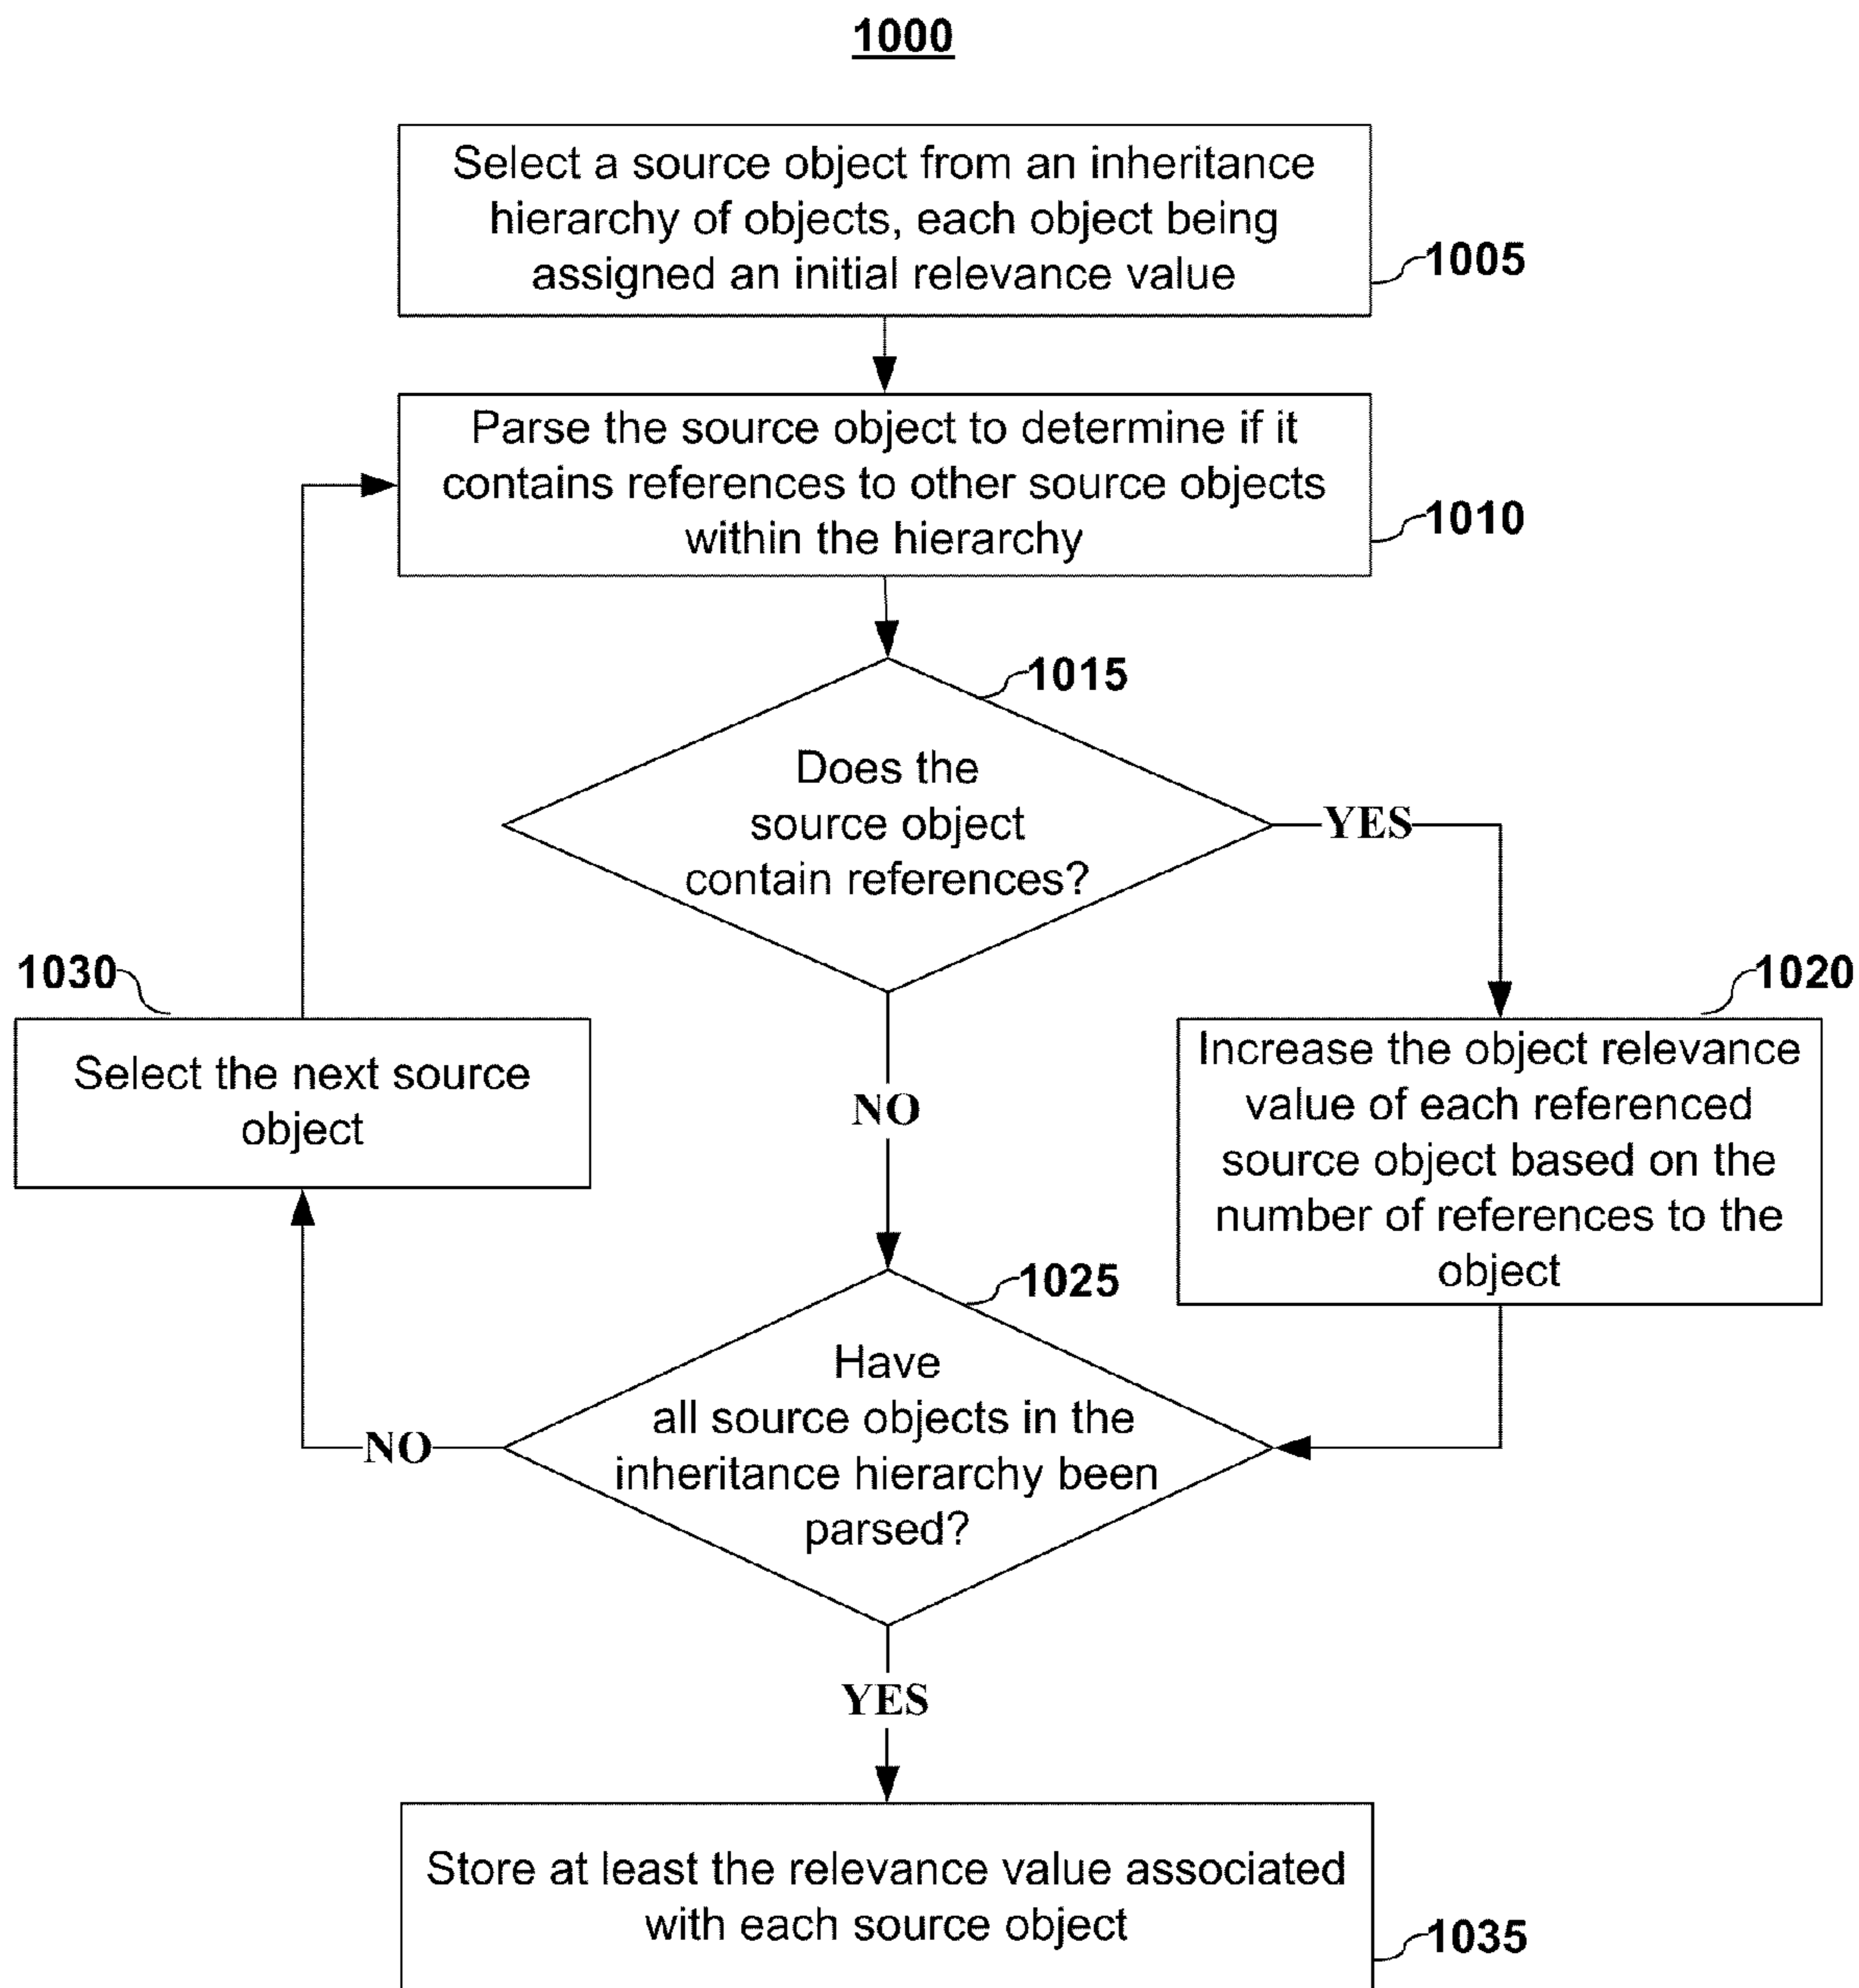 1000
Select a source object from an inheritance
hierarchy of objects, each object being
assigned an initial relevance value
1005
Parse the source object to determine if it
contains references to other source objects
within the hierarchy
1010
1015
Does the
source object
contain references?
YES
1030
Select the next source
object
NO
1020
Increase the object relevance
value of each referenced
source object based on the
number of references to the
object
1025
Have
all source objects in the
inheritance hierarchy been
parsed?
NO
YES
Store at least the relevance value associated
with each source object
1035